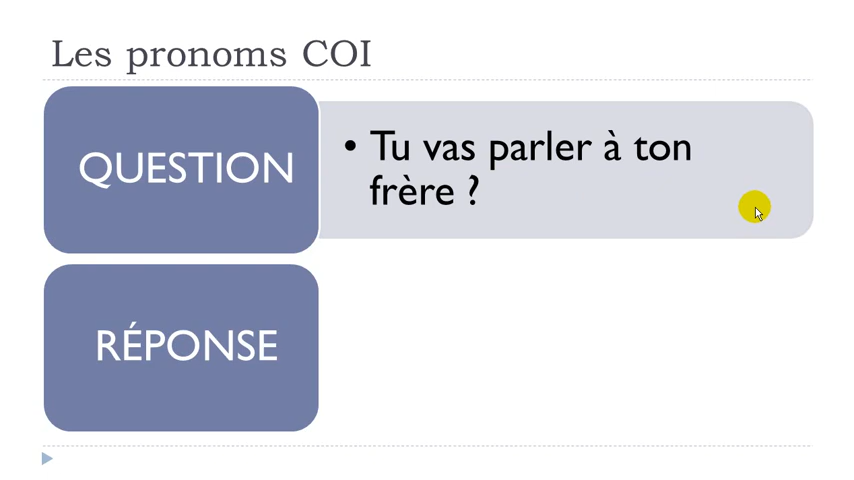 Les pronoms COI
QUESTION
• Tu vas parler à ton
frère ?
RÉPONSE